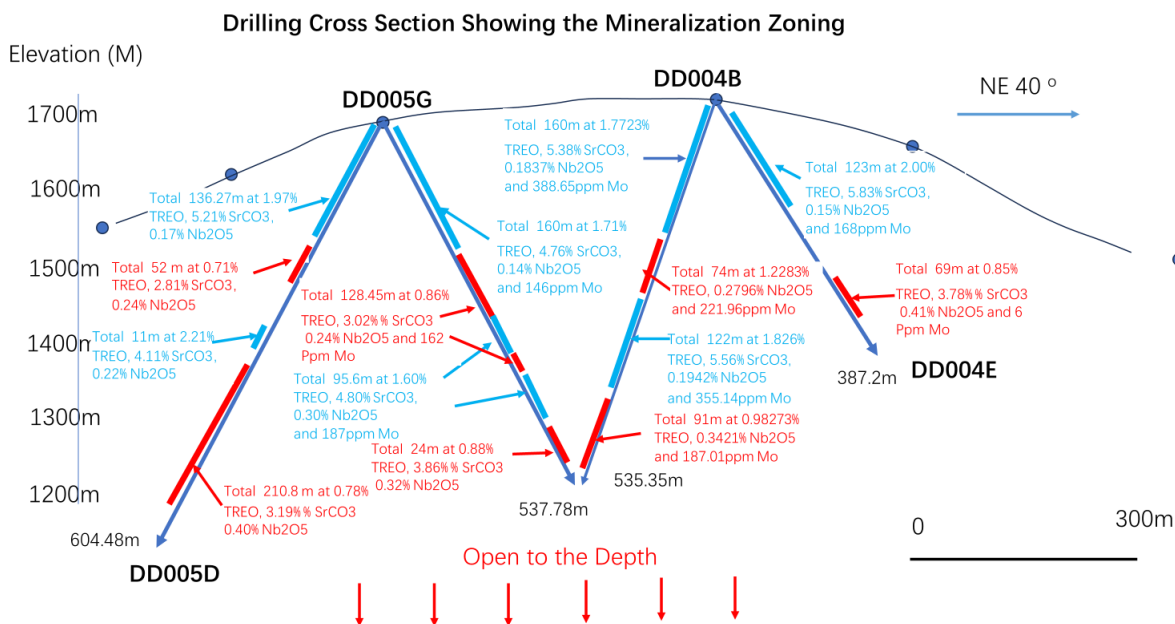 Drilling Cross Section Showing the Mineralization Zoning
Elevation (M)
1700m
1600m
1500m
1400m
1300m
1200m
DD005G
DD004B
NE 40 º
Total 136.27m at 1.97%
TREO, 5.21% SrCO3,
0.17% Nb2O5
Total 52 m at 0.71%
TREO, 2.81% SrCO3,
0.24% Nb2O5
Total 11m at 2.21%
TREO, 4.11% SrCO3,
0.22% Nb2O5
Total 210.8 m at 0.78%
TREO, 3.19%% SrCO3
0.40% Nb2O5
604.48m
DD005D
Total 160m at 1.71%
TREO, 4.76% SrCO3,
0.14% Nb2O5
and 146ppm Mo
Total 128.45m at 0.86%
TREO, 3.02%% SrCO3
0.24% Nb2O5 and 162
Ppm Mo
Total 95.6m at 1.60%
TREO, 4.80% SrCO3,
0.30% Nb2O5
and 187ppm Mo
Total 24m at 0.88%
TREO, 3.86%% SrCO3
0.32% Nb2O5
537.78m
Total 160m at 1.7723%
TREO, 5.38% SrCO3,
0.1837% Nb2O5
and 388.65ppm Mo
Total 74m at 1.2283%
TREO, 0.2796% Nb2O5
and 221.96ppm Mo
Total 122m at 1.826%
TREO, 5.56% SrCO3,
0.1942% Nb2O5
and 355.14ppm Mo
Total 91m at 0.98273%
TREO, 0.3421% Nb2O5
and 187.01ppm Mo
535.35m
Total 123m at 2.00%
TREO, 5.83% SrCO3,
0.15% Nb2O5
and 168ppm Mo
Total 69m at 0.85%
TREO, 3.78%% SrCO3
0.41% Nb2O5 and 6
Ppm Mo
387.2m
DD004E
0
300m
Open to the Depth